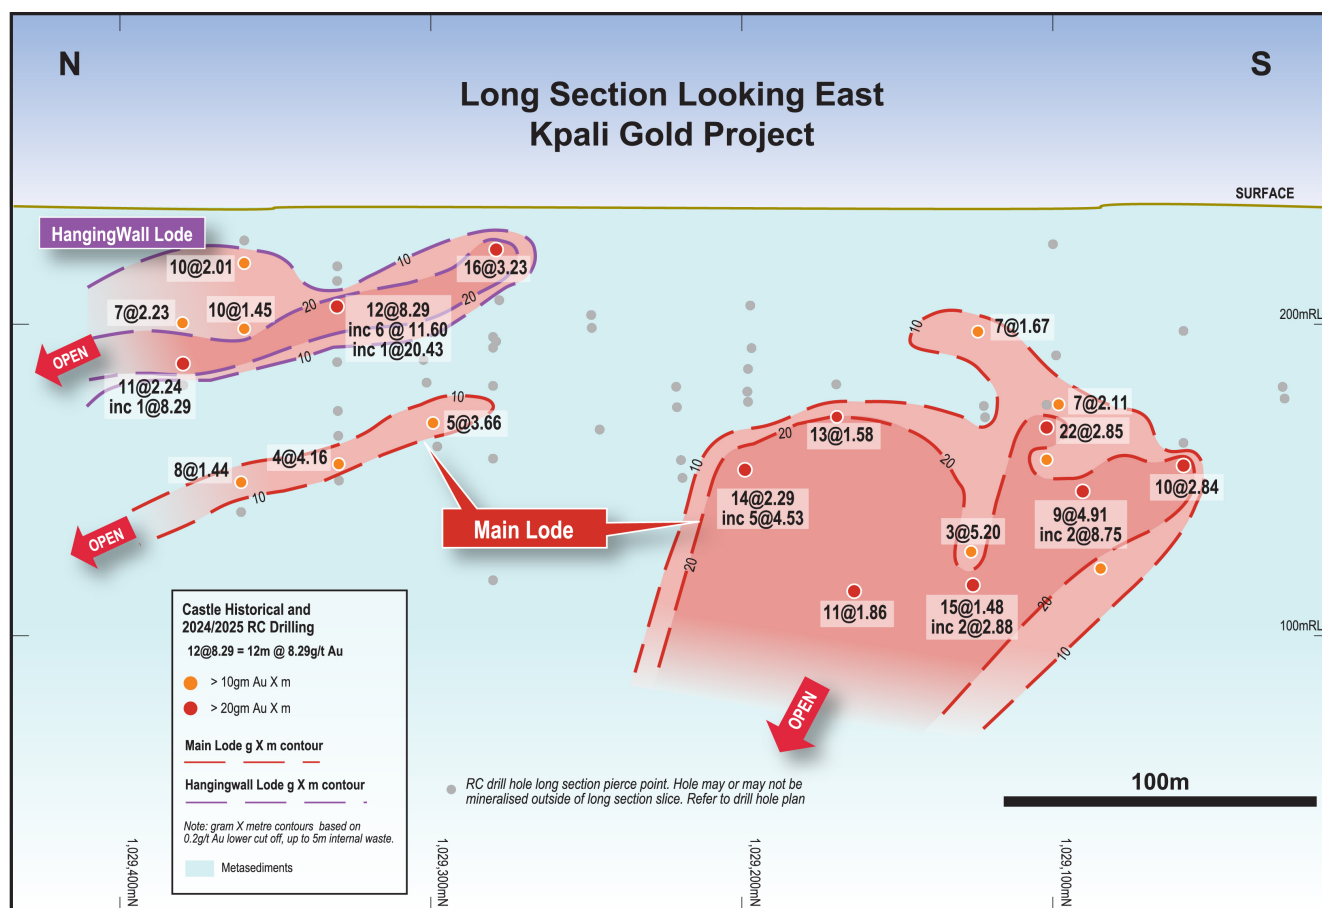 N
S
Long Section Looking East
Kpali Gold Project
SURFACE
HangingWall Lode
10@2.01
16@3.23
10
20
20
10
7@2.23
10@1.45
12@8.29
inc 6 @ 11.60
inc 1@20.43
200mRL
OPEN
11@2.24
inc 1@8.29
10
7@1.67
10
5@3.66
7@2.11
22@2.85
13@1.58
20
20
10
4@4.16
8@1.44
10
14@2.29
inc 5@4.53
10@2.84
9@4.91
inc 2@8.75
Main Lode
OPEN
3@5.20
20
11@1.86
15@1.48
inc 2@2.88
20
10
100mRL
OPEN
Castle Historical and
2024/2025 RC Drilling
12@8.29 = 12m @ 8.29g/t Au
> 10gm Au X m
> 20gm Au X m
Main Lode g X m contour
Hangingwall Lode g X m contour
Note: gram X metre contours based on
0.2g/t Au lower cut off, up to 5m internal waste.
Metasediments
RC drill hole long section pierce point. Hole may or may not be
mineralised outside of long section slice. Refer to drill hole plan
100m
1,029,400mN
1,029,300mN
1,029,200mN
1,029,100mN